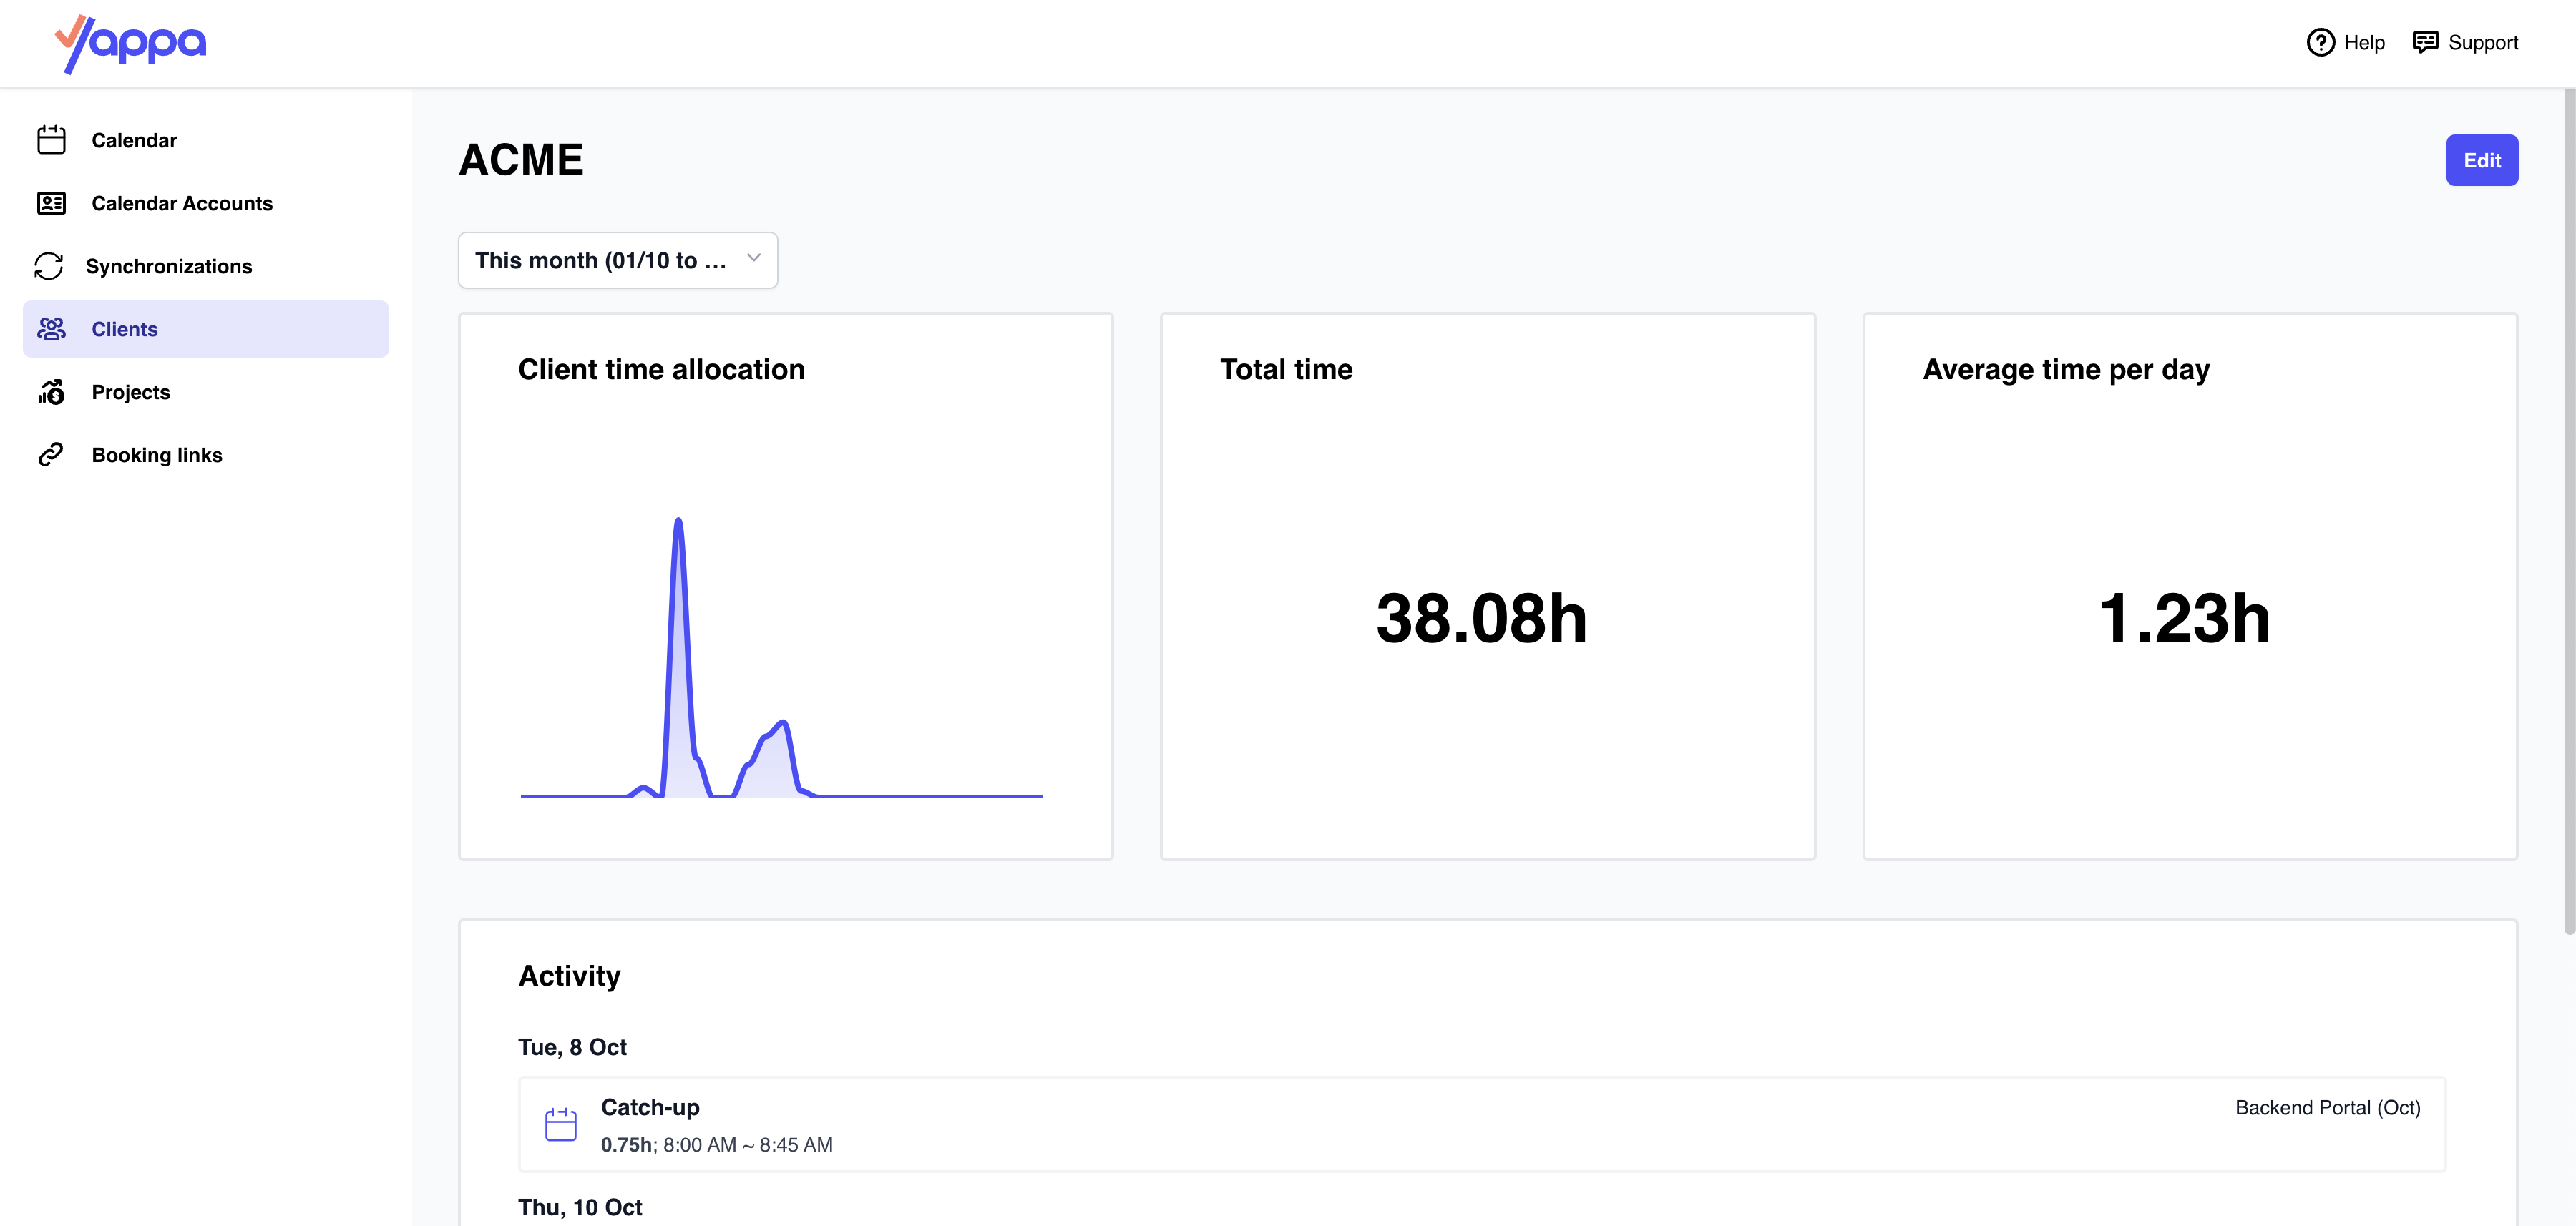 Yappa
Help
Support
Calendar
Calendar Accounts
Synchronizations
Clients
Projects
Booking links
ACME
Edit
This month (01/10 to ...
Client time allocation
Total time
38.08h
Average time per day
1.23h
Activity
Tue, 8 Oct
Catch-up
Backend Portal (Oct)
0.75h; 8:00 AM ~ 8:45 AM
Thu, 10 Oct